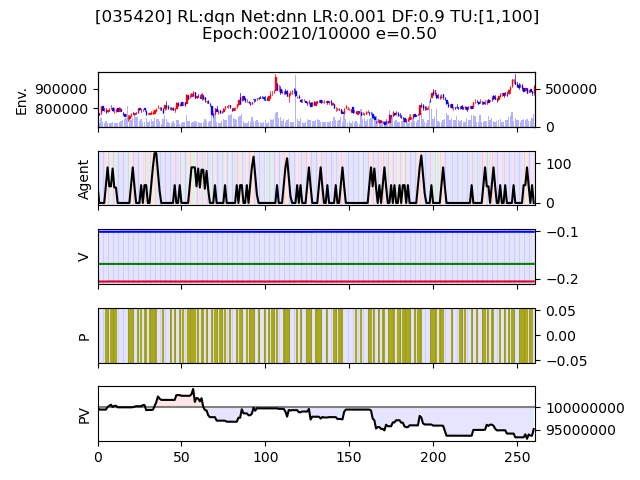 [035420] RL:dqn Net:dnn LR:0.001 DF:0.9 TU:[1,100]
Epoch:00210/10000 e=0.50
Env.
900000
800000
500000
0
Agent
100
0
V
−0.1
−0.2
P
0.05
0.00
−0.05
PV
100000000
95000000
0 50 100 150 200 250